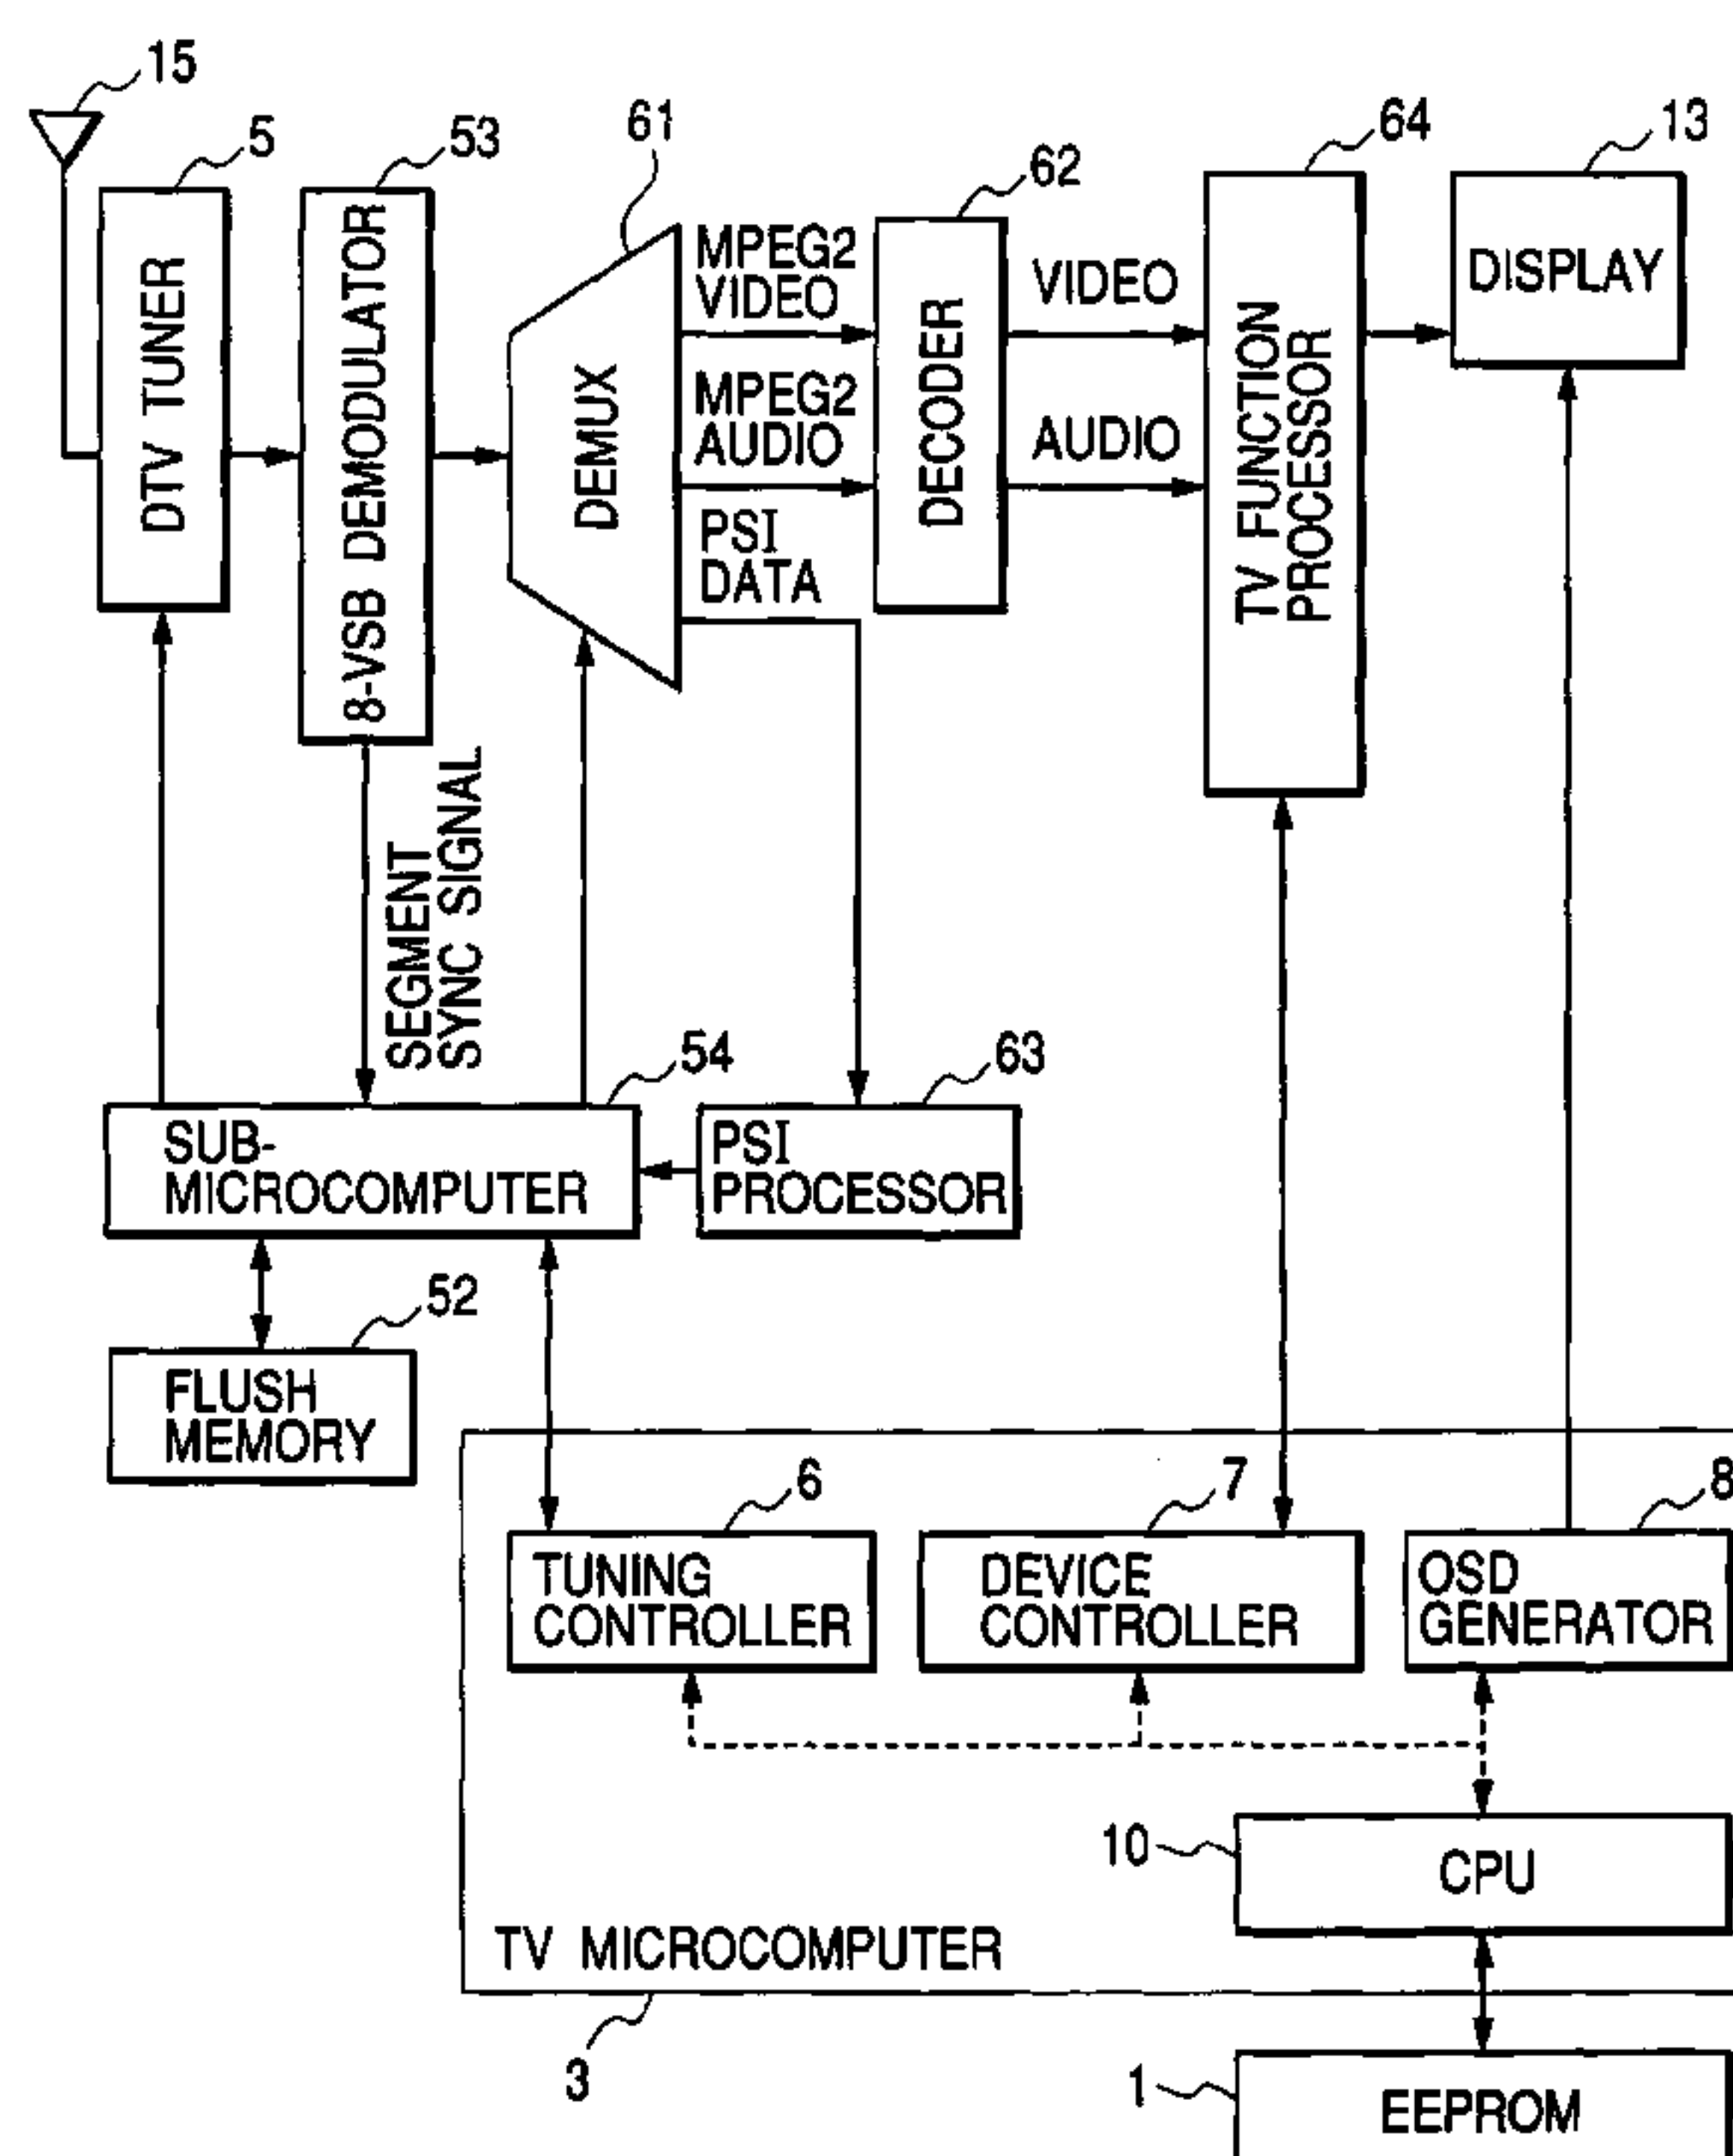 15
5
53
61
62
64
13
DTV TUNER
8-VSB DEMODULATOR
DEMUX
MPEG2
VIDEO
MPEG2
AUDIO
PSI
DATA
DECODER
VIDEO
AUDIO
TV FUNCTION
PROCESSOR
DISPLAY
SEGMENT
SYNC SIGNAL
54
63
SUB-
MICROCOMPUTER
PSI
PROCESSOR
52
FLUSH
MEMORY
6
7
8
TUNING
CONTROLLER
DEVICE
CONTROLLER
OSD
GENERATOR
10
CPU
TV MICROCOMPUTER
3
1
EEPROM